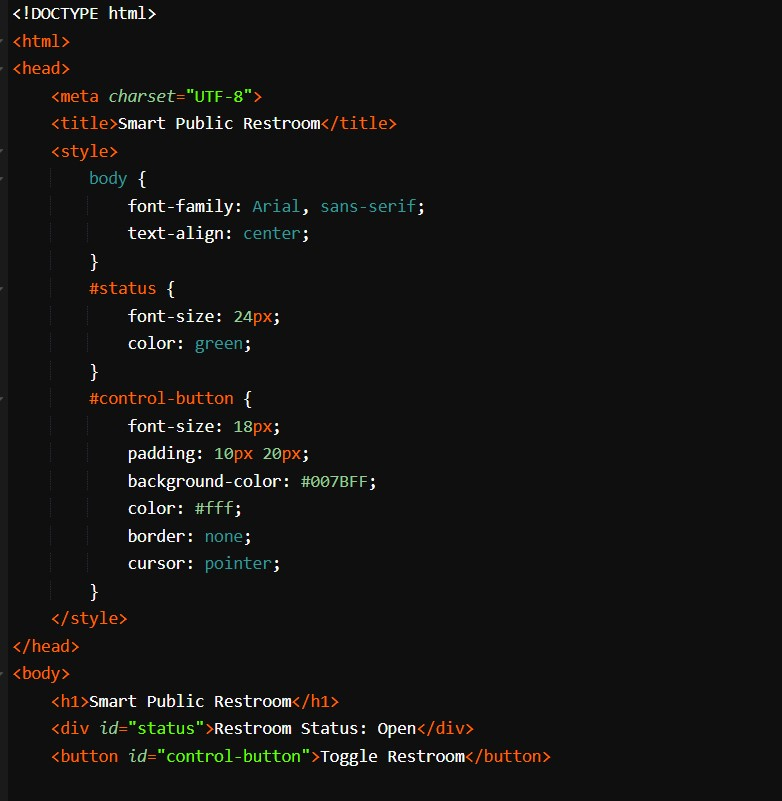 <!DOCTYPE html>
<html>
<head>
    <meta charset="UTF-8">
    <title>Smart Public Restroom</title>
    <style>
        body {
            font-family: Arial, sans-serif;
            text-align: center;
        }
        #status {
            font-size: 24px;
            color: green;
        }
        #control-button {
            font-size: 18px;
            padding: 10px 20px;
            background-color: #007BFF;
            color: #fff;
            border: none;
            cursor: pointer;
        }
    </style>
</head>
<body>
    <h1>Smart Public Restroom</h1>
    <div id="status">Restroom Status: Open</div>
    <button id="control-button">Toggle Restroom</button>